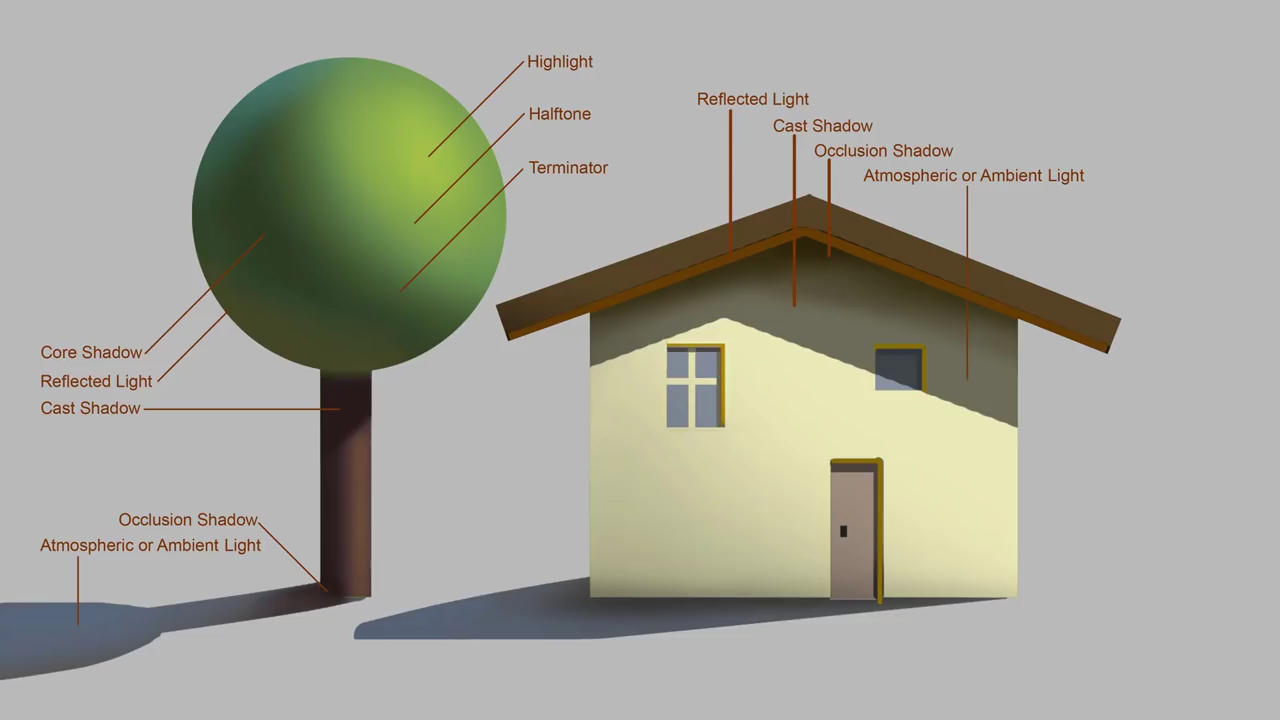 Highlight
Halftone
Terminator
Core Shadow
Reflected Light
Cast Shadow
Occlusion Shadow
Atmospheric or Ambient Light
Reflected Light
Cast Shadow
Occlusion Shadow
Atmospheric or Ambient Light